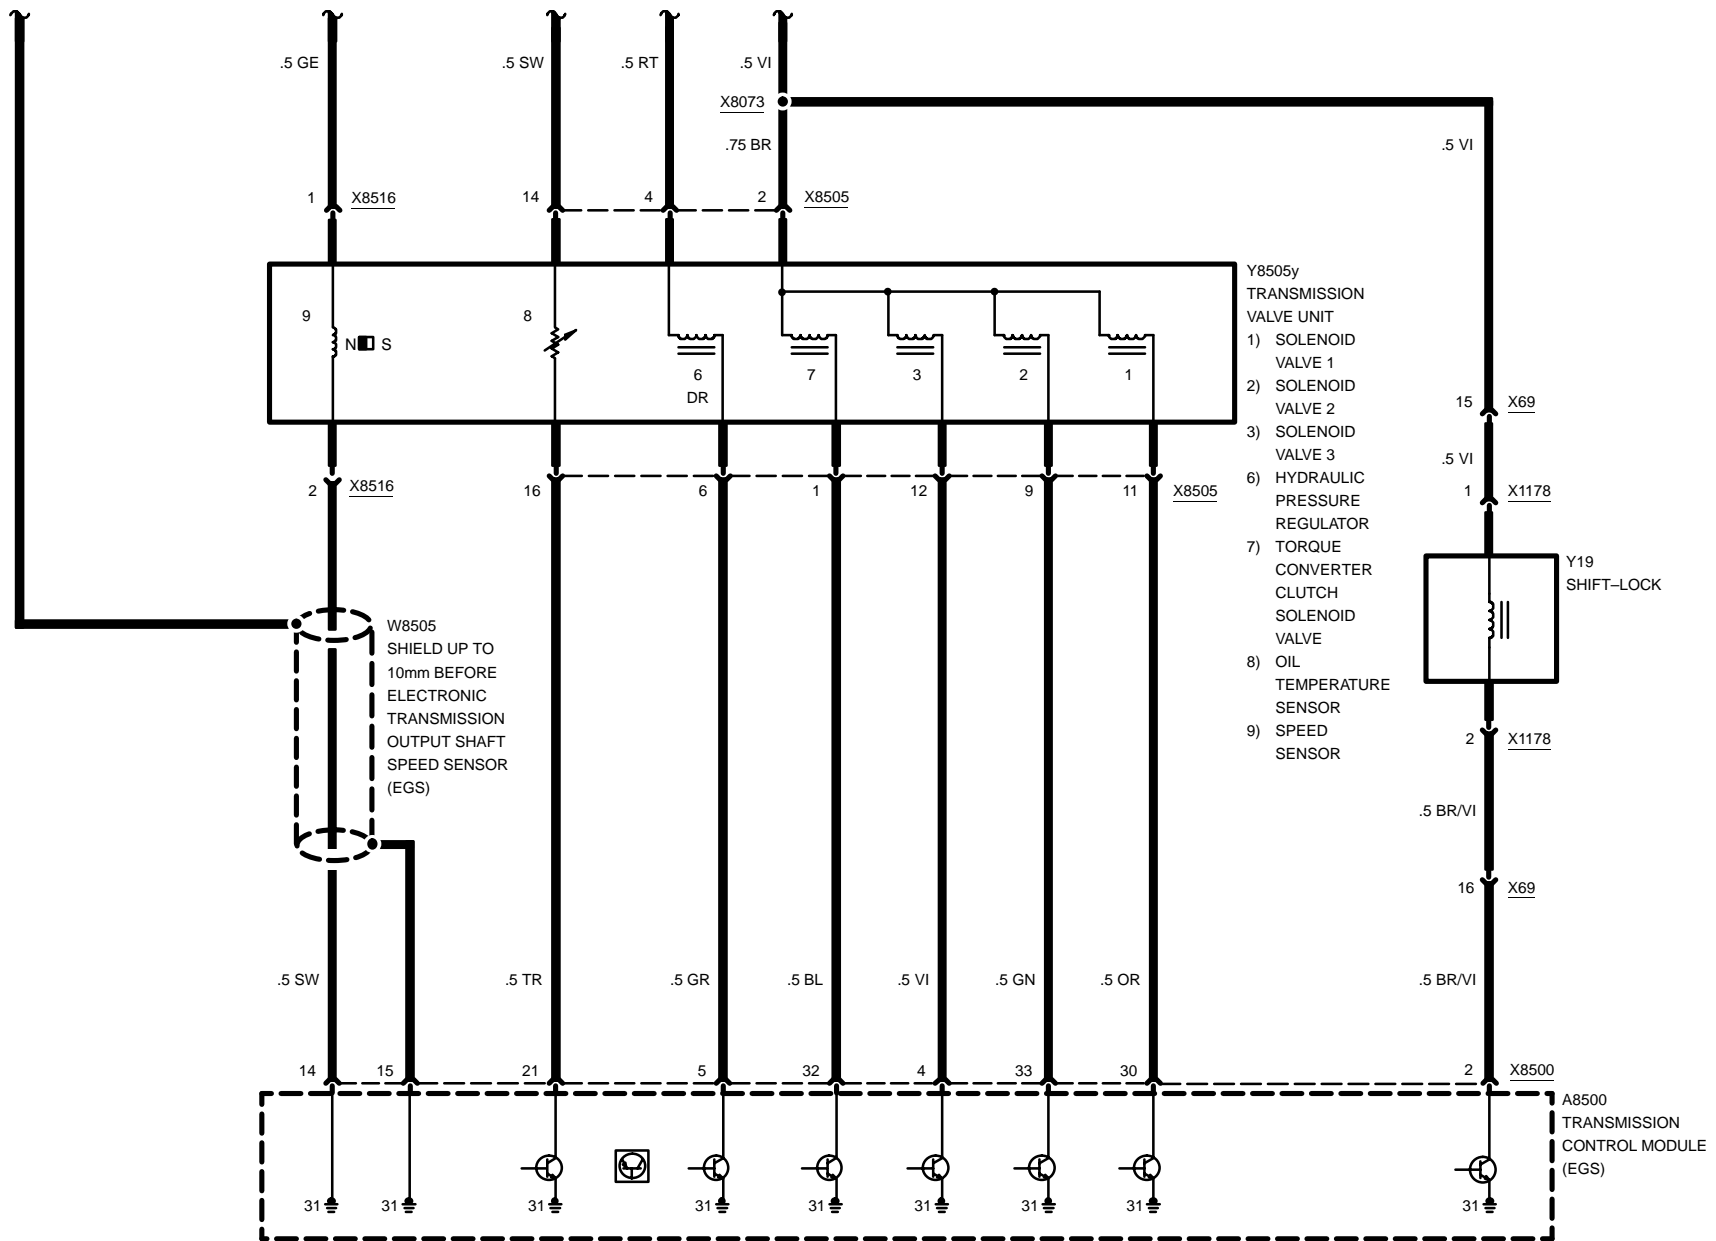 .5 GE
.5 SW
.5 RT
.5 VI
X8073
.75 BR
.5 VI
1
X8516
14
4
2
X8505
9
N S
8
6
DR
7
3
2
1
Y8505y
TRANSMISSION
VALVE UNIT
1) SOLENOID
VALVE 1
2) SOLENOID
VALVE 2
3) SOLENOID
VALVE 3
6) HYDRAULIC
PRESSURE
REGULATOR
7) TORQUE
CONVERTER
CLUTCH
SOLENOID
VALVE
8) OIL
TEMPERATURE
SENSOR
9) SPEED
SENSOR
15
X69
.5 VI
1
X1178
Y19
SHIFT–LOCK
2
X1178
.5 BR/VI
16
X69
2
X8516
16
6
1
12
9
11
X8505
W8505
SHIELD UP TO
10mm BEFORE
ELECTRONIC
TRANSMISSION
OUTPUT SHAFT
SPEED SENSOR
(EGS)
.5 SW
.5 TR
.5 GR
.5 BL
.5 VI
.5 GN
.5 OR
.5 BR/VI
14
15
21
5
32
4
33
30
2
X8500
A8500
TRANSMISSION
CONTROL MODULE
(EGS)
31
31
31
31
31
31
31
31
31